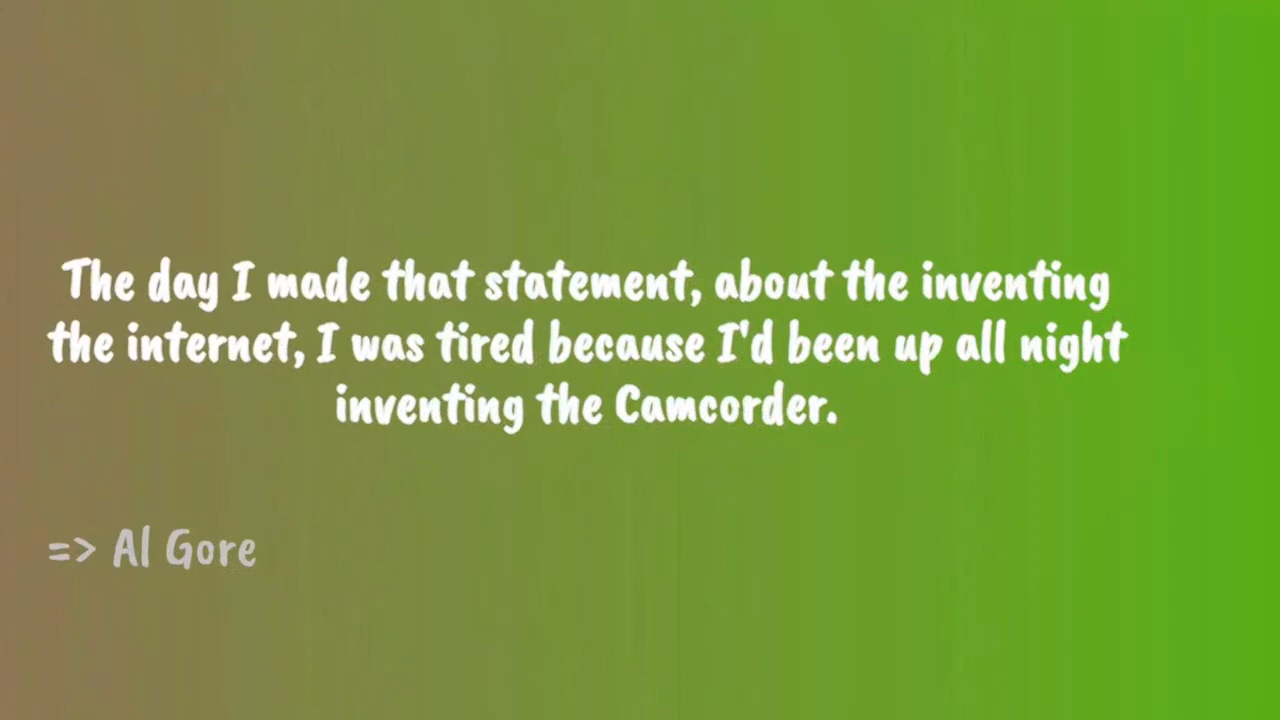 The day I made that statement, about the inventing
the internet, I was tired because I'd been up all night
inventing the Camcorder.
=> Al Gore